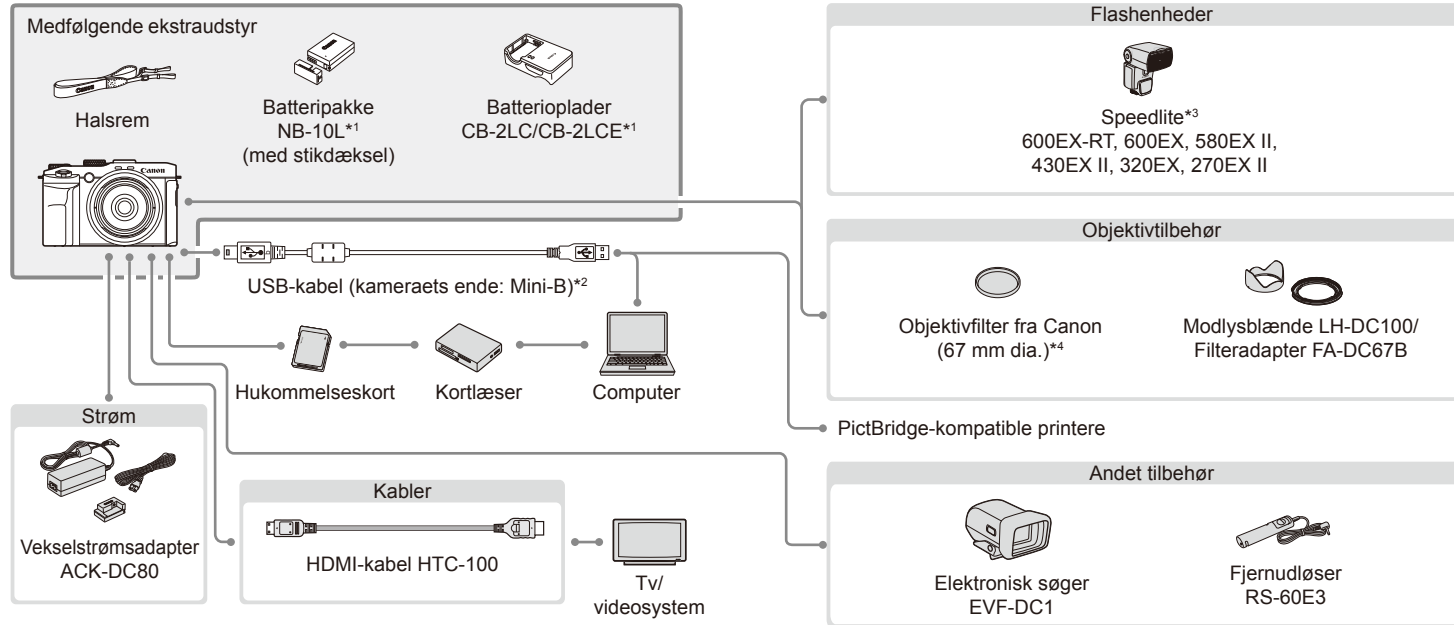 Medfølgende ekstraudstyr
Canon
Halsrem
Batteripakke
NB-10L*1
(med stikdæksel)
Batterioplader
CB-2LC/CB-2LCE*1
Canon
USB-kabel (kameraets ende: Mini-B)*2
Hukommelseskort
Kortlæser
Computer
Strøm
Vekselstrømsadapter
ACK-DC80
Kabler
HDMI-kabel HTC-100
Tv/
videosystem
Flashenheder
Speedlite*3
600EX-RT, 600EX, 580EX II,
430EX II, 320EX, 270EX II
Objektivtilbehør
Objektivfilter fra Canon
(67 mm dia.)*4
Modlysblænde LH-DC100/
Filteradapter FA-DC67B
PictBridge-kompatible printere
Andet tilbehør
Elektronisk søger
EVF-DC1
Fjernudløser
RS-60E3